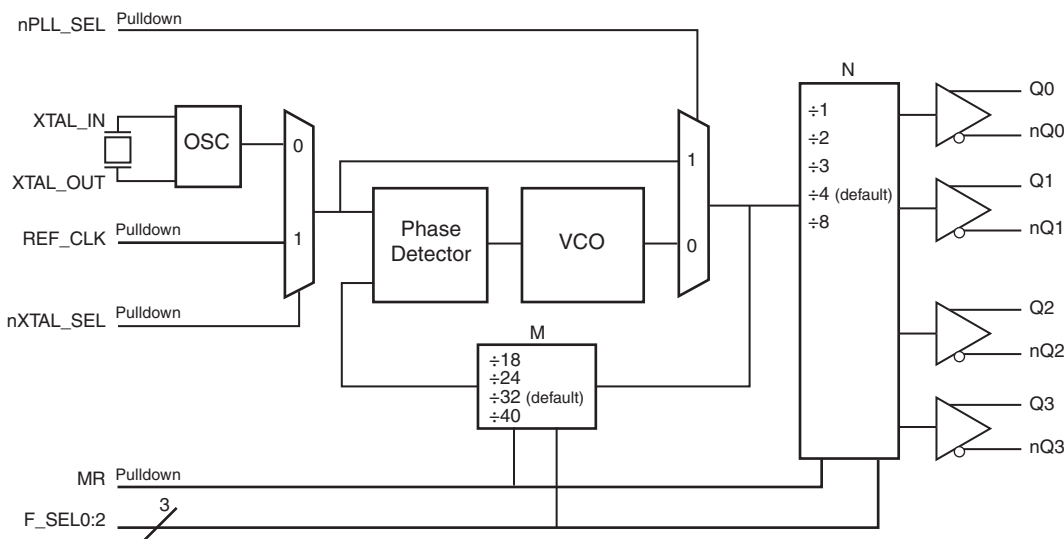 nPLL_SEL Pulldown
N
XTAL_IN
OSC
XTAL_OUT
0
1
REF_CLK Pulldown
nXTAL_SEL Pulldown
Phase
Detector
VCO
1
0
÷1
÷2
÷3
÷4 (default)
÷8
M
÷18
÷24
÷32 (default)
÷40
MR Pulldown
F_SEL0:2
3
Q0
nQ0
Q1
nQ1
Q2
nQ2
Q3
nQ3